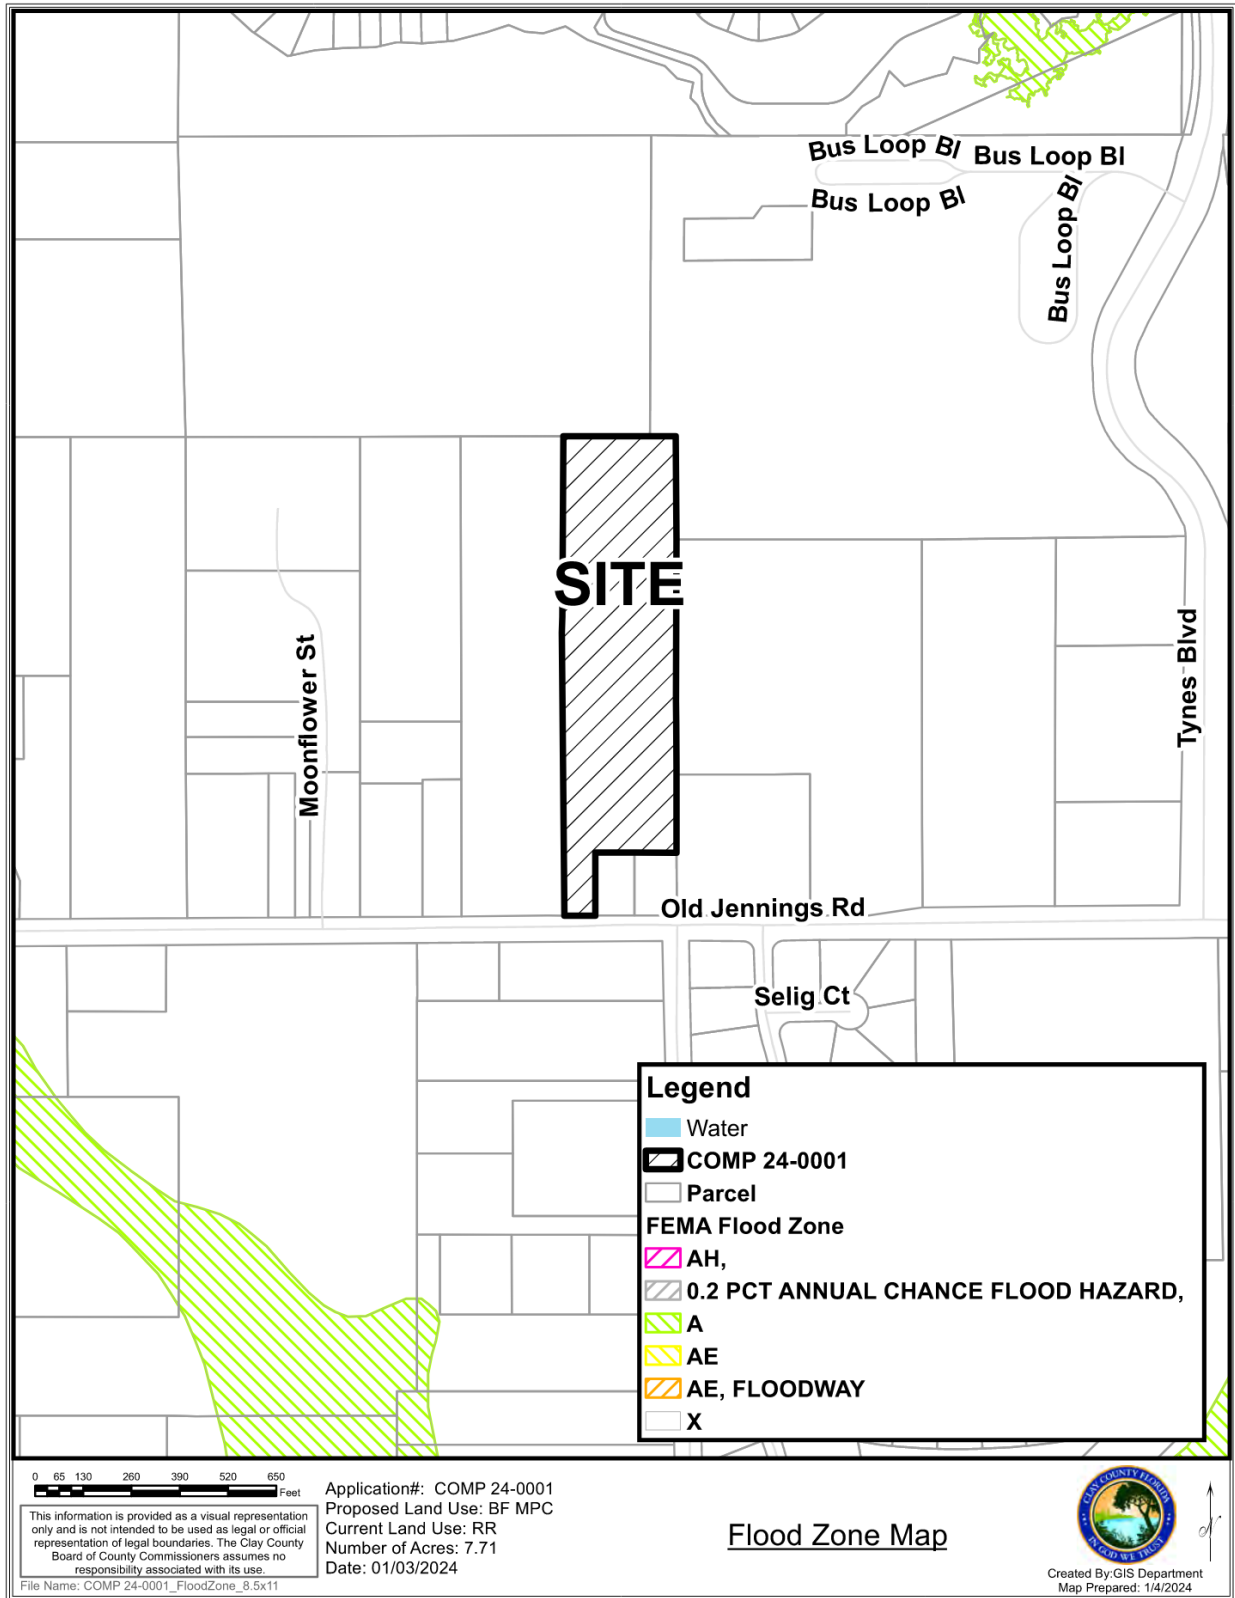 Bus Loop Bl
Bus Loop Bl
Bus Loop Bl
Bus Loop Bl
SITE
Moonflower St
Tynes Blvd
Old Jennings Rd
Selig Ct
Legend
Water
COMP 24-0001
Parcel
FEMA Flood Zone
AH,
0.2 PCT ANNUAL CHANCE FLOOD HAZARD,
A
AE
AE, FLOODWAY
X
0 65 130 260 390 520 650
Feet
This information is provided as a visual representation
only and is not intended to be used as legal or official
representation of legal boundaries. The Clay County
Board of County Commissioners assumes no
responsibility associated with its use.
File Name: COMP 24-0001_FloodZone_8.5x11
Application#: COMP 24-0001
Proposed Land Use: BF MPC
Current Land Use: RR
Number of Acres: 7.71
Date: 01/03/2024
Flood Zone Map
CLAY COUNTY FLORIDA
IN GOD WE TRUST
N
Created By:GIS Department
Map Prepared: 1/4/2024